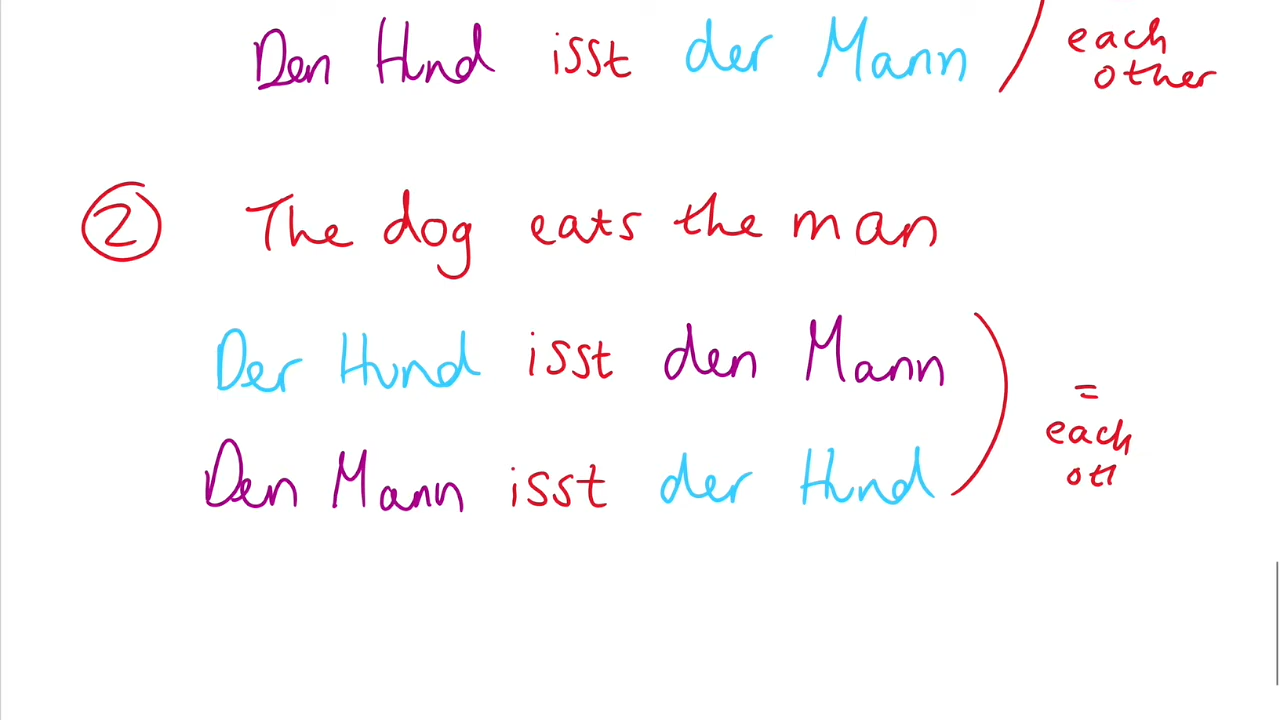 Den Hund isst der Mann
each
other
2 The dog eats the man
Der Hund isst den Mann
Den Mann isst der Hund
=
each
oth